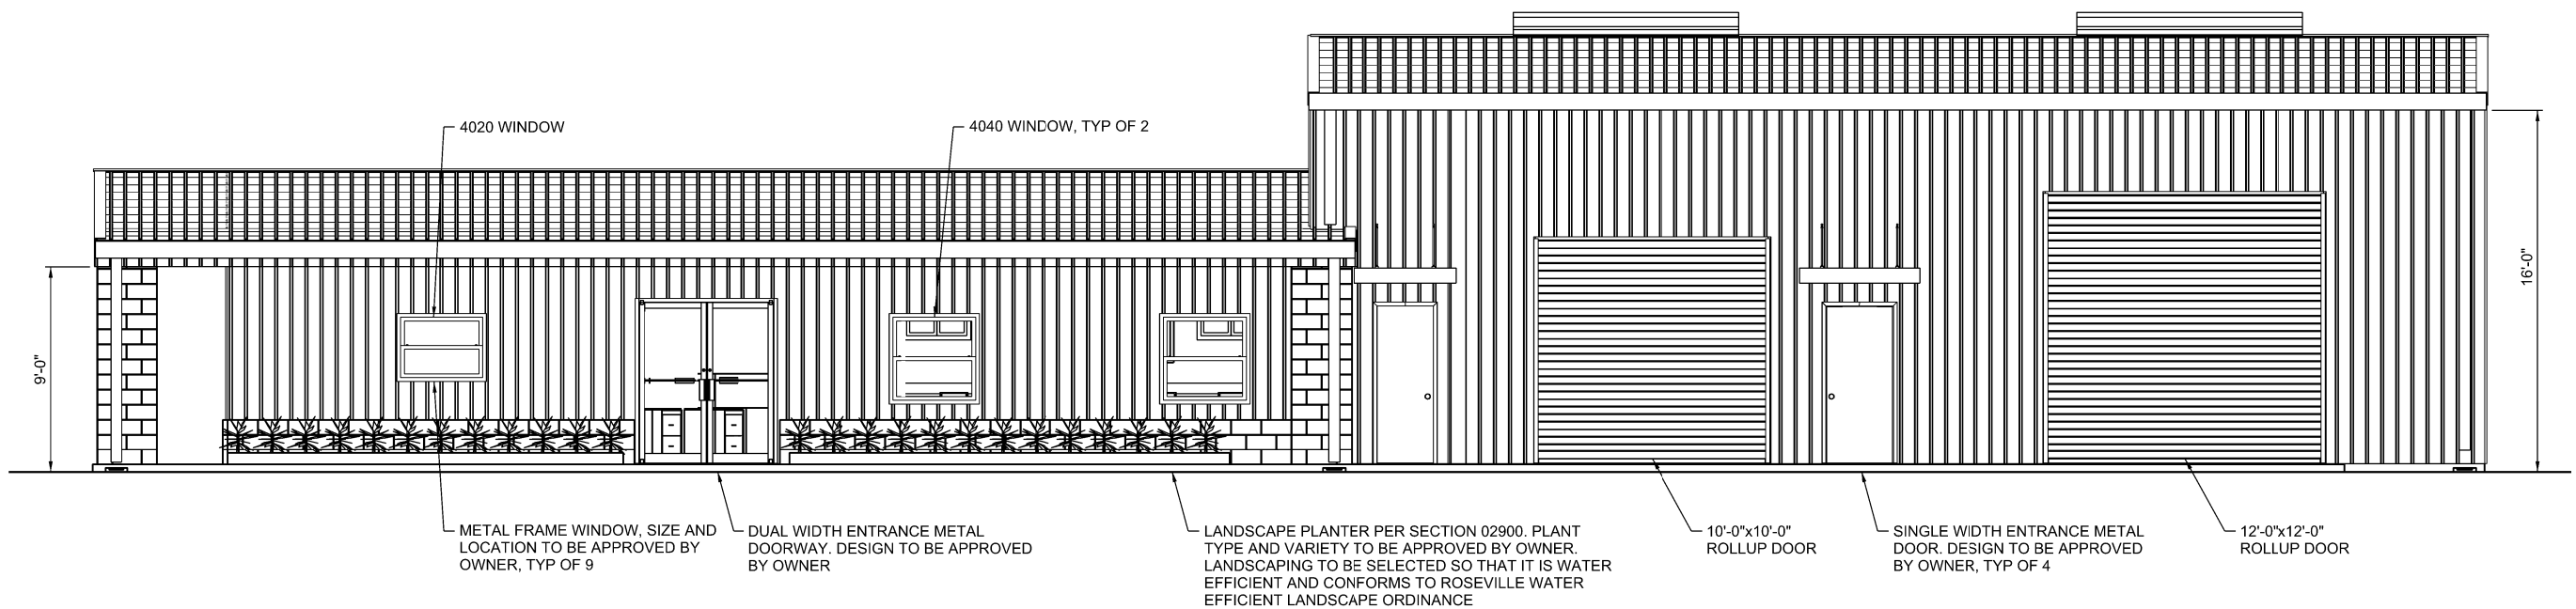 4020 WINDOW
4040 WINDOW, TYP OF 2
9'-0"
16'-0"
METAL FRAME WINDOW, SIZE AND
LOCATION TO BE APPROVED BY
OWNER, TYP OF 9
DUAL WIDTH ENTRANCE METAL
DOORWAY. DESIGN TO BE APPROVED
BY OWNER
LANDSCAPE PLANTER PER SECTION 02900. PLANT
TYPE AND VARIETY TO BE APPROVED BY OWNER.
LANDSCAPING TO BE SELECTED SO THAT IT IS WATER
EFFICIENT AND CONFORMS TO ROSEVILLE WATER
EFFICIENT LANDSCAPE ORDINANCE
10'-0"x10'-0"
ROLLUP DOOR
SINGLE WIDTH ENTRANCE METAL
DOOR. DESIGN TO BE APPROVED
BY OWNER, TYP OF 4
12'-0"x12'-0"
ROLLUP DOOR